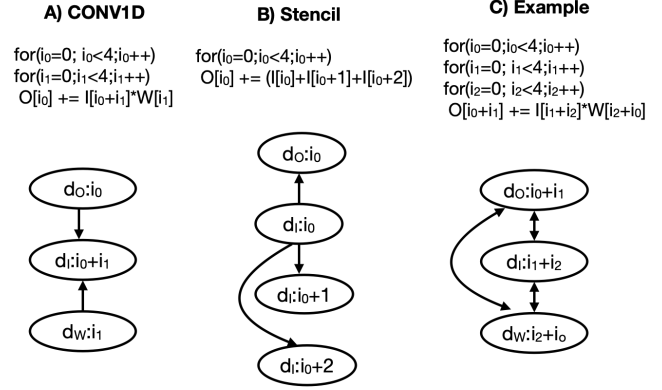 A) CONV1D
for(i₀=0; i₀<4;i₀++)
for(i₁=0;i₁<4;i₁++)
O[i₀] += I[i₀+i₁]*W[i₁]
d_O:i₀
d_I:i₀+i₁
d_W:i₁
B) Stencil
for(i₀=0;i₀<4;i₀++)
O[i₀] += (I[i₀]+I[i₀+1]+I[i₀+2])
d_O:i₀
d_I:i₀
d_I:i₀+1
d_I:i₀+2
C) Example
for(i₀=0;i₀<4;i₀++)
for(i₁=0; i₁<4;i₁++)
for(i₂=0; i₂<4;i₂++)
O[i₀+i₁] += I[i₁+i₂]*W[i₂+i₀]
d_O:i₀+i₁
d_I:i₁+i₂
d_W:i₂+iₒ